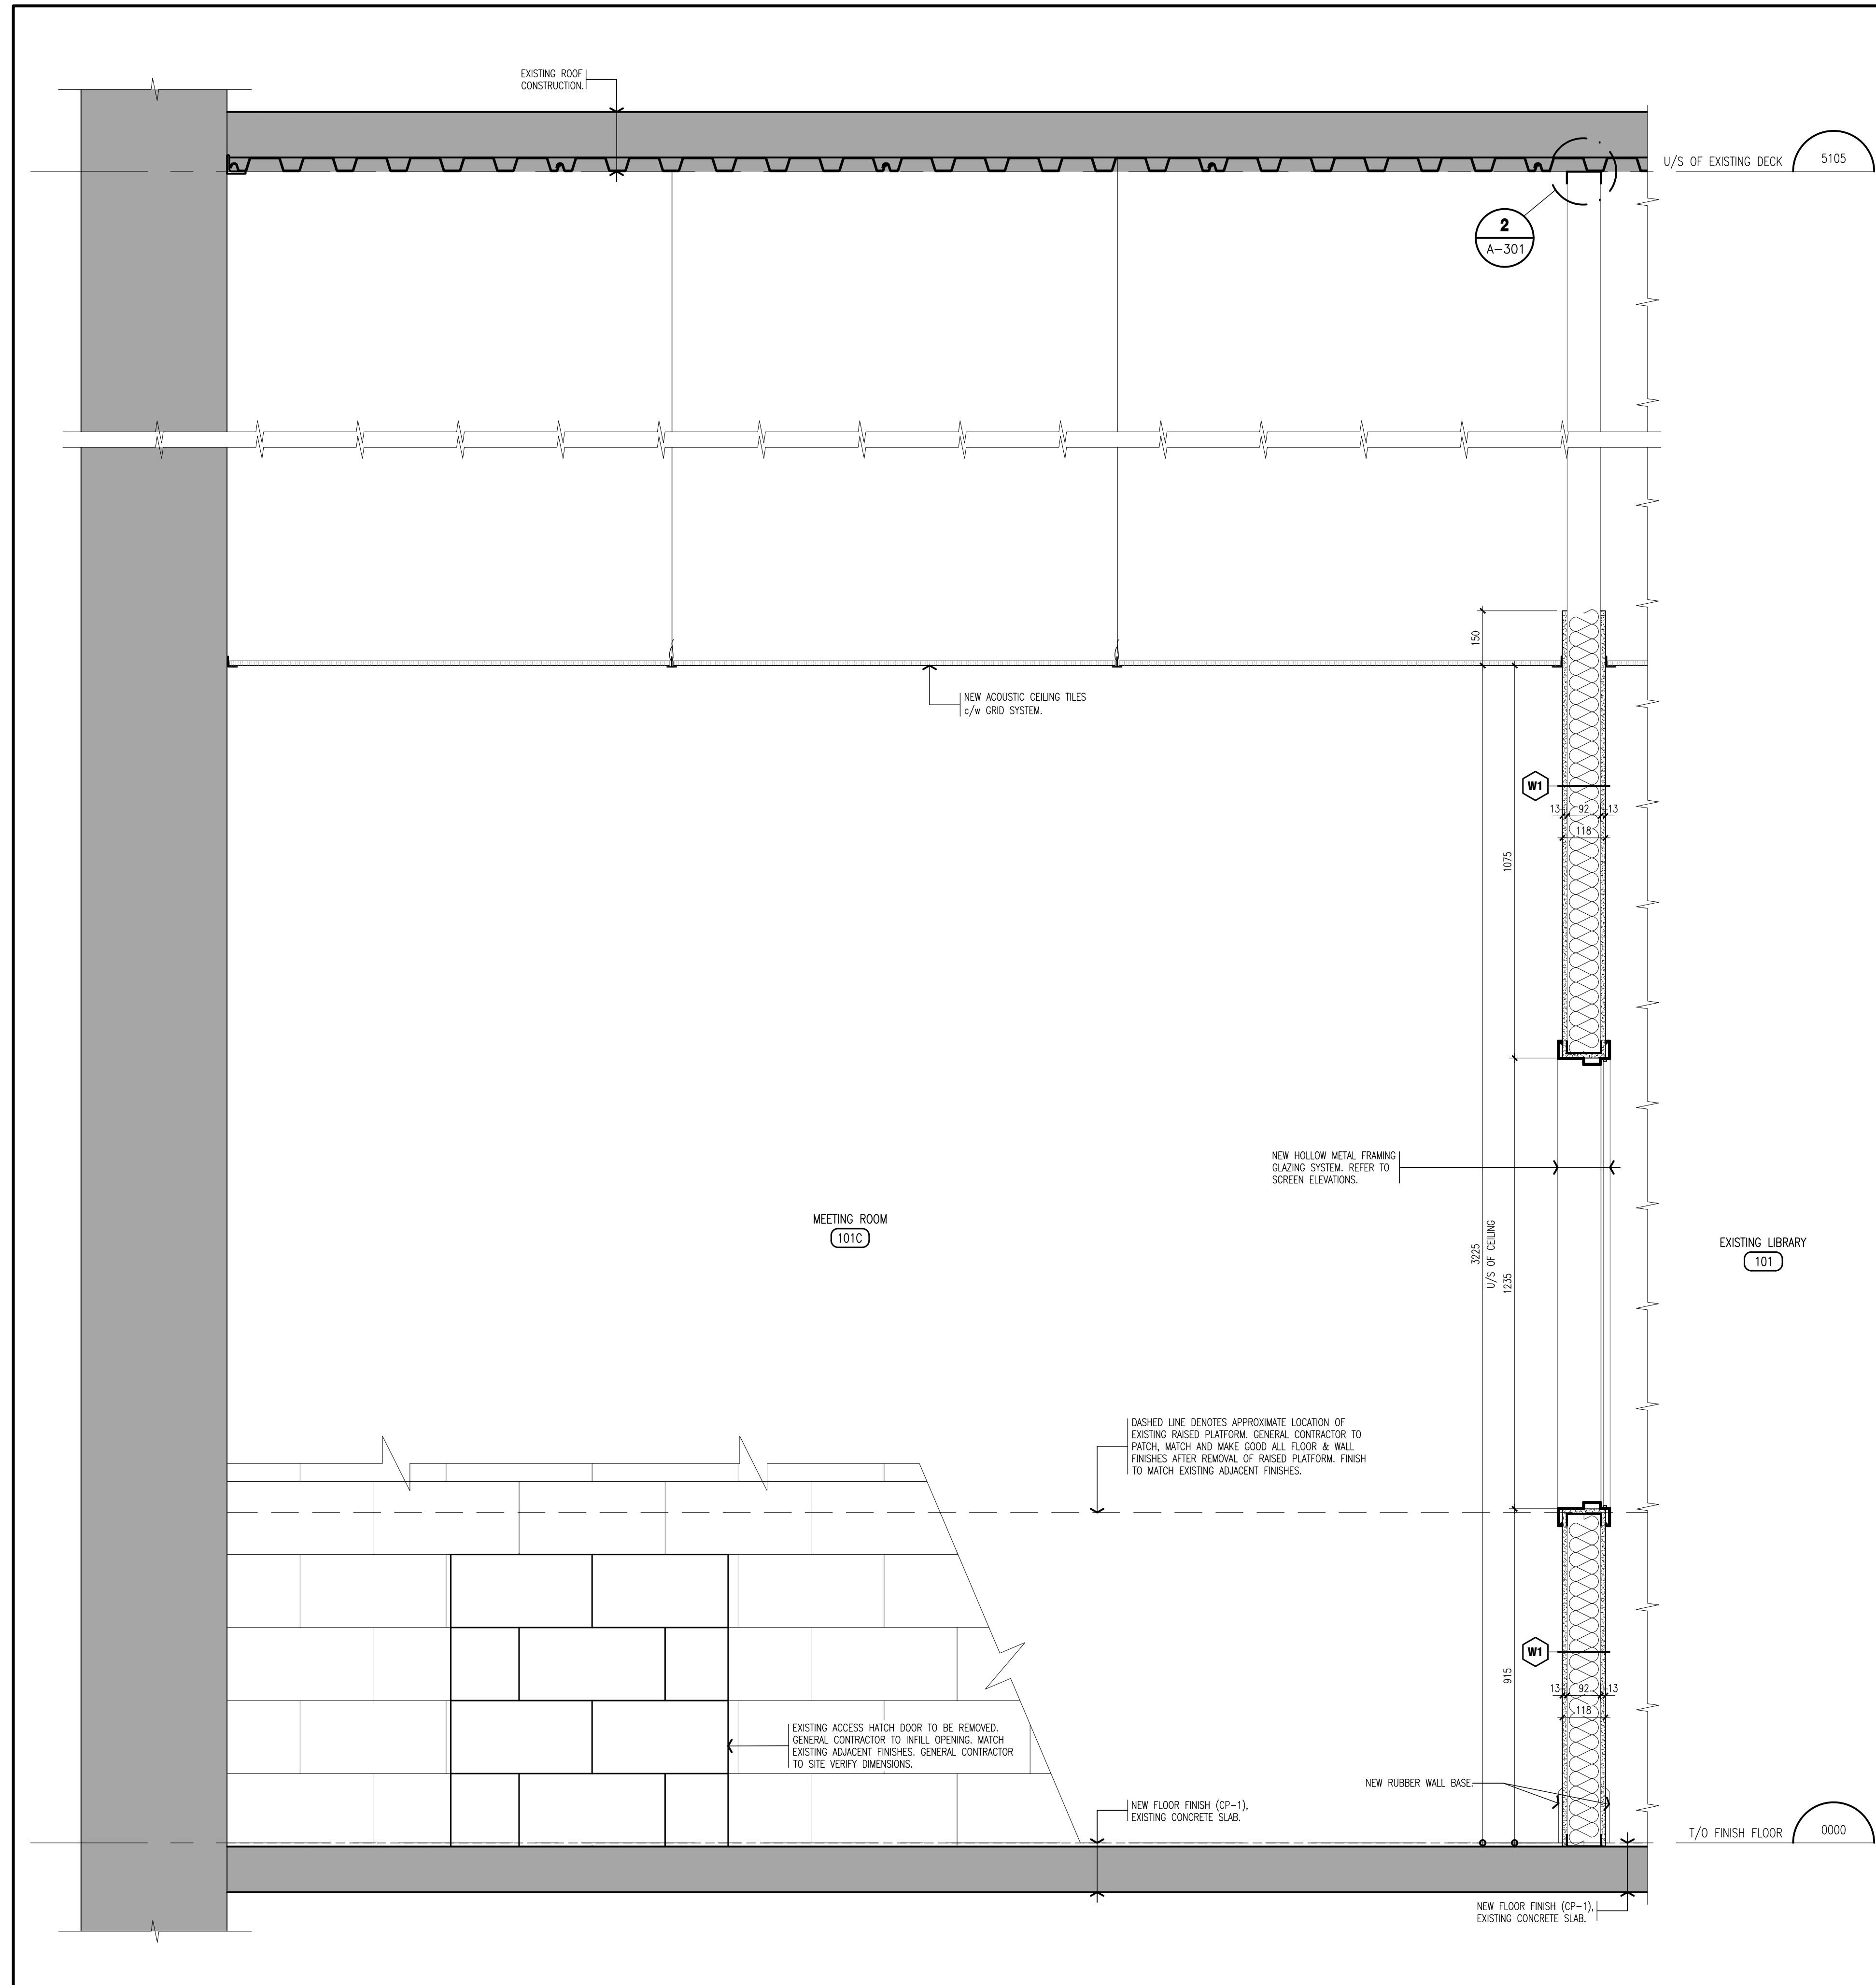 EXISTING ROOF
CONSTRUCTION.
U/S OF EXISTING DECK
5105
2
A-301
150
NEW ACOUSTIC CEILING TILES
c/w GRID SYSTEM.
W1
13
92
13
118
1075
NEW HOLLOW METAL FRAMING
GLAZING SYSTEM. REFER TO
SCREEN ELEVATIONS.
MEETING ROOM
101C
3225
U/S OF CEILING
1235
EXISTING LIBRARY
101
DASHED LINE DENOTES APPROXIMATE LOCATION OF
EXISTING RAISED PLATFORM. GENERAL CONTRACTOR TO
PATCH, MATCH AND MAKE GOOD ALL FLOOR & WALL
FINISHES AFTER REMOVAL OF RAISED PLATFORM. FINISH
TO MATCH EXISTING ADJACENT FINISHES.
W1
915
13
92
13
118
EXISTING ACCESS HATCH DOOR TO BE REMOVED.
GENERAL CONTRACTOR TO INFILL OPENING. MATCH
EXISTING ADJACENT FINISHES. GENERAL CONTRACTOR
TO SITE VERIFY DIMENSIONS.
NEW RUBBER WALL BASE.
NEW FLOOR FINISH (CP-1),
EXISTING CONCRETE SLAB.
T/O FINISH FLOOR
0000
NEW FLOOR FINISH (CP-1),
EXISTING CONCRETE SLAB.